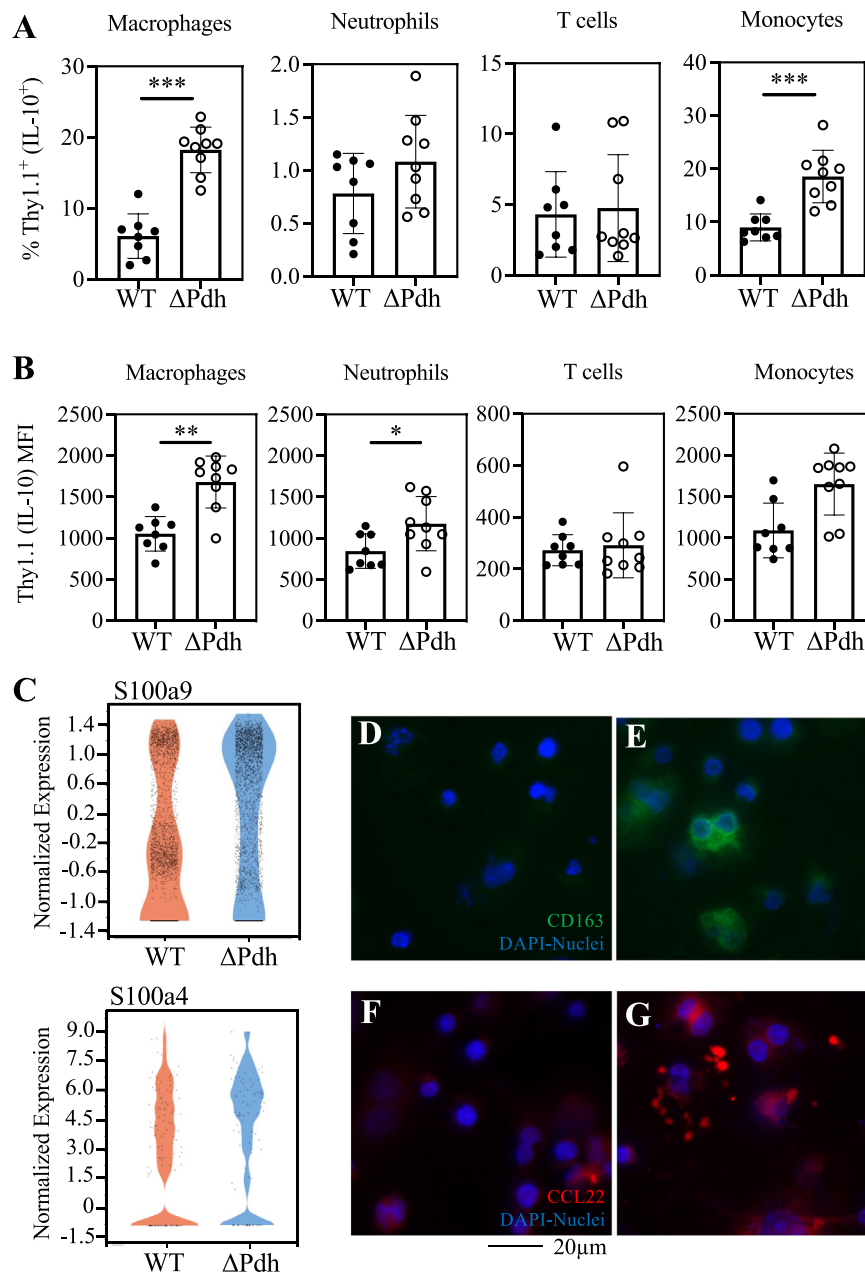 A
Macrophages
Neutrophils
T cells
Monocytes
% Thy1.1+ (IL-10+)
30
20
10
0
***
WT ΔPdh
2.0
1.5
1.0
0.5
0.0
WT ΔPdh
15
10
5
0
WT ΔPdh
40
30
20
10
0
***
WT ΔPdh
B
Macrophages
Neutrophils
T cells
Monocytes
Thy1.1 (IL-10) MFI
2500
2000
1500
1000
500
0
**
WT ΔPdh
2500
2000
1500
1000
500
0
*
WT ΔPdh
800
600
400
200
0
WT ΔPdh
2500
2000
1500
1000
500
0
WT ΔPdh
C
S100a9
Normalized Expression
1.4
1.0
0.6
0.2
-0.2
-0.6
-1.0
-1.4
WT ΔPdh
S100a4
Normalized Expression
9.0
7.5
6.0
4.5
3.0
1.5
0
-1.5
WT ΔPdh
D
CD163
DAPI-Nuclei
E
F
CCL22
DAPI-Nuclei
G
20μm